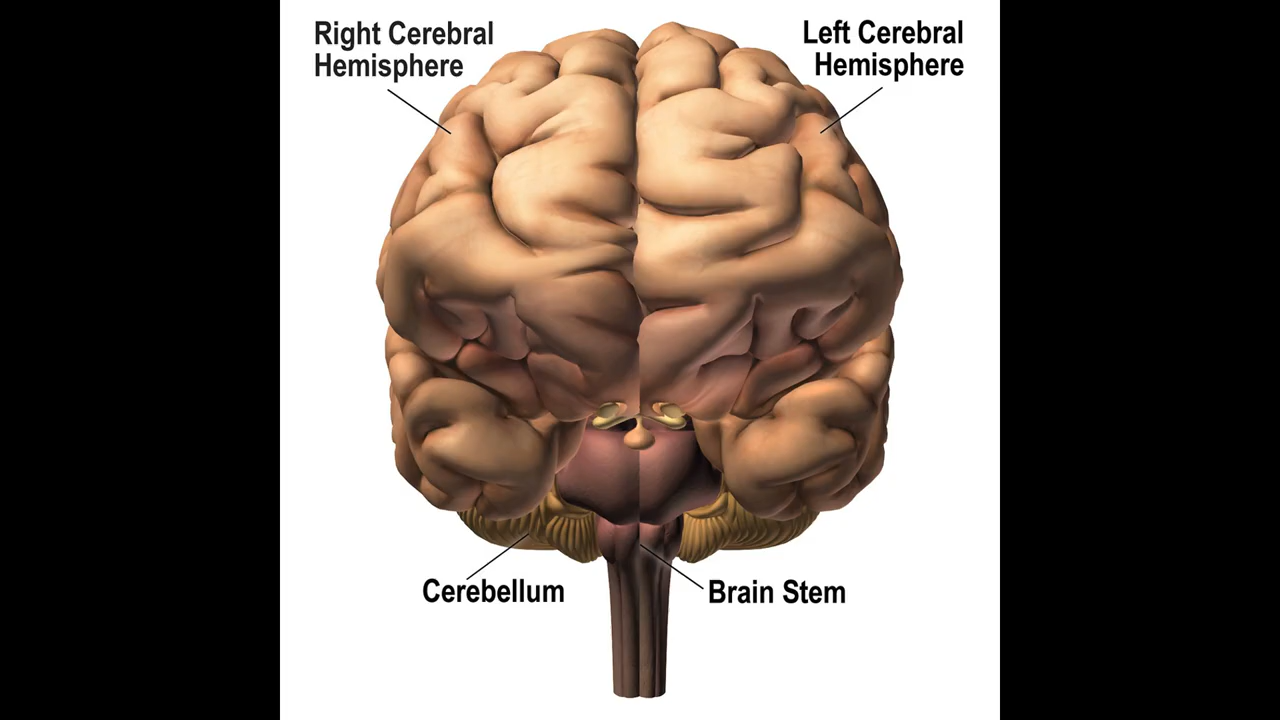 Right Cerebral
Hemisphere
Left Cerebral
Hemisphere
Cerebellum
Brain Stem